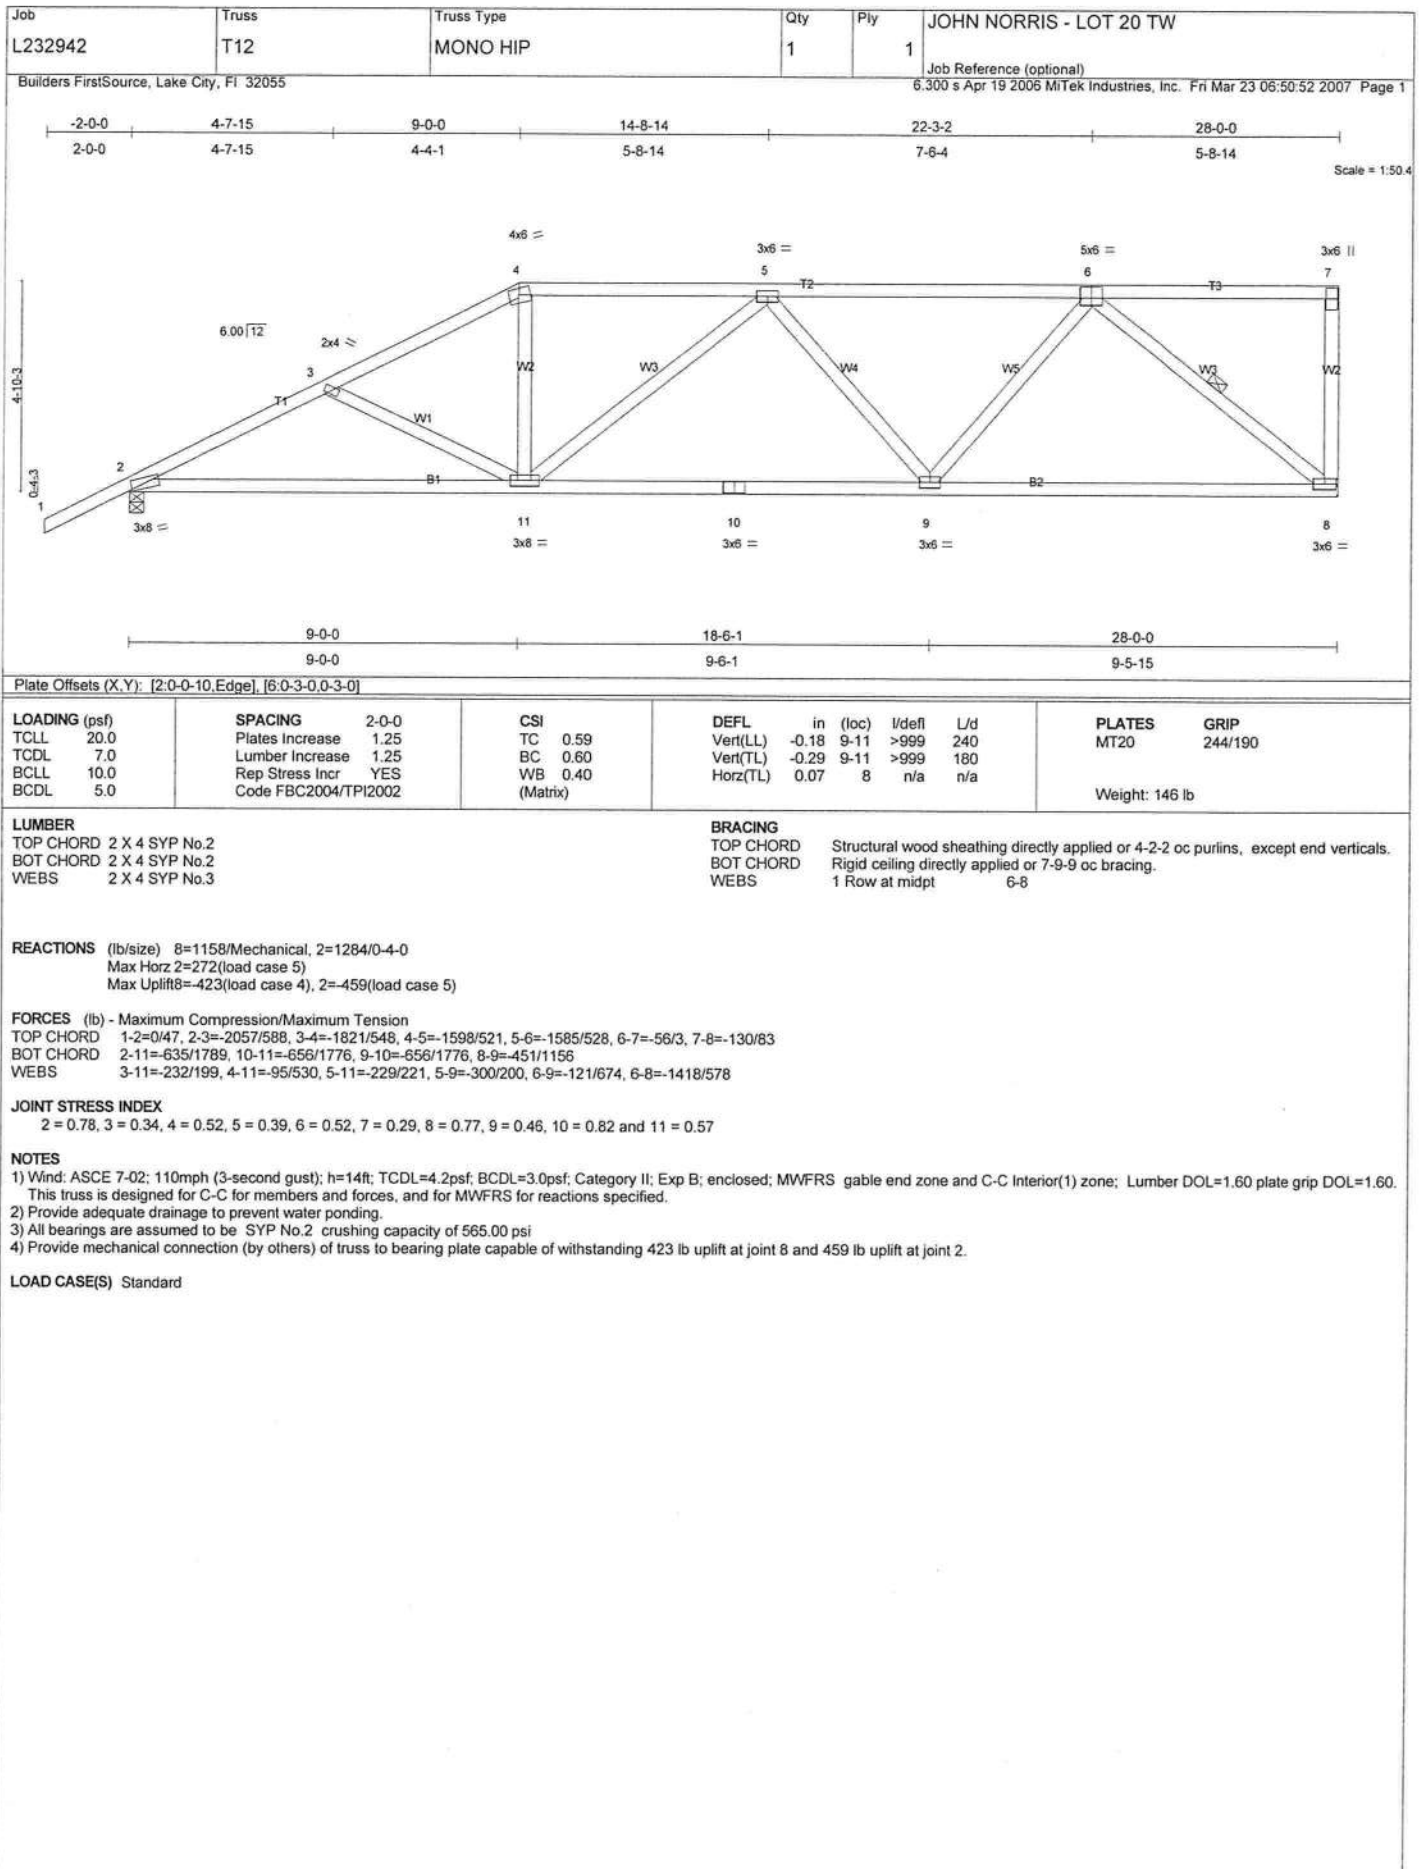 Job Truss Truss Type Qty Ply JOHN NORRIS - LOT 20 TW
L232942 T12 MONO HIP 1 1
Job Reference (optional)
Builders FirstSource, Lake City, Fl 32055 6.300 s Apr 19 2006 MiTek Industries, Inc. Fri Mar 23 06:50:52 2007 Page 1
-2-0-0 4-7-15 9-0-0 14-8-14 22-3-2 28-0-0
2-0-0 4-7-15 4-4-1 5-8-14 7-6-4 5-8-14
Scale = 1:50.4
4x6 = 3x6 = 5x6 = 3x6 ||
4 5 6 7
T2 T3
6.00 12
2x4 =
3
W2 W3 W4 W5 W3 W2
4-10-3
T1
W1
2
0-4-3
B1 B2
1
3x8 =
11 10 9 8
3x8 = 3x6 = 3x6 = 3x6 =
9-0-0 18-6-1 28-0-0
9-0-0 9-6-1 9-5-15
Plate Offsets (X,Y): [2:0-0-10,Edge], [6:0-3-0,0-3-0]
LOADING (psf) SPACING 2-0-0 CSI DEFL in (loc) l/defl L/d PLATES GRIP
TCLL 20.0 Plates Increase 1.25 TC 0.59 Vert(LL) -0.18 9-11 >999 240 MT20 244/190
TCDL 7.0 Lumber Increase 1.25 BC 0.60 Vert(TL) -0.29 9-11 >999 180
BCLL 10.0 Rep Stress Incr YES WB 0.40 Horz(TL) 0.07 8 n/a n/a
BCDL 5.0 Code FBC2004/TPI2002 (Matrix) Weight: 146 lb
LUMBER
TOP CHORD 2 X 4 SYP No.2
BOT CHORD 2 X 4 SYP No.2
WEBS 2 X 4 SYP No.3
BRACING
TOP CHORD Structural wood sheathing directly applied or 4-2-2 oc purlins, except end verticals.
BOT CHORD Rigid ceiling directly applied or 7-9-9 oc bracing.
WEBS 1 Row at midpt 6-8
REACTIONS (lb/size) 8=1158/Mechanical, 2=1284/0-4-0
Max Horz 2=272(load case 5)
Max Uplift8=-423(load case 4), 2=-459(load case 5)
FORCES (lb) - Maximum Compression/Maximum Tension
TOP CHORD 1-2=0/47, 2-3=-2057/588, 3-4=-1821/548, 4-5=-1598/521, 5-6=-1585/528, 6-7=-56/3, 7-8=-130/83
BOT CHORD 2-11=-635/1789, 10-11=-656/1776, 9-10=-656/1776, 8-9=-451/1156
WEBS 3-11=-232/199, 4-11=-95/530, 5-11=-229/221, 5-9=-300/200, 6-9=-121/674, 6-8=-1418/578
JOINT STRESS INDEX
2 = 0.78, 3 = 0.34, 4 = 0.52, 5 = 0.39, 6 = 0.52, 7 = 0.29, 8 = 0.77, 9 = 0.46, 10 = 0.82 and 11 = 0.57
NOTES
1) Wind: ASCE 7-02; 110mph (3-second gust); h=14ft; TCDL=4.2psf; BCDL=3.0psf; Category II; Exp B; enclosed; MWFRS gable end zone and C-C Interior(1) zone; Lumber DOL=1.60 plate grip DOL=1.60.
This truss is designed for C-C for members and forces, and for MWFRS for reactions specified.
2) Provide adequate drainage to prevent water ponding.
3) All bearings are assumed to be SYP No.2 crushing capacity of 565.00 psi
4) Provide mechanical connection (by others) of truss to bearing plate capable of withstanding 423 lb uplift at joint 8 and 459 lb uplift at joint 2.
LOAD CASE(S) Standard